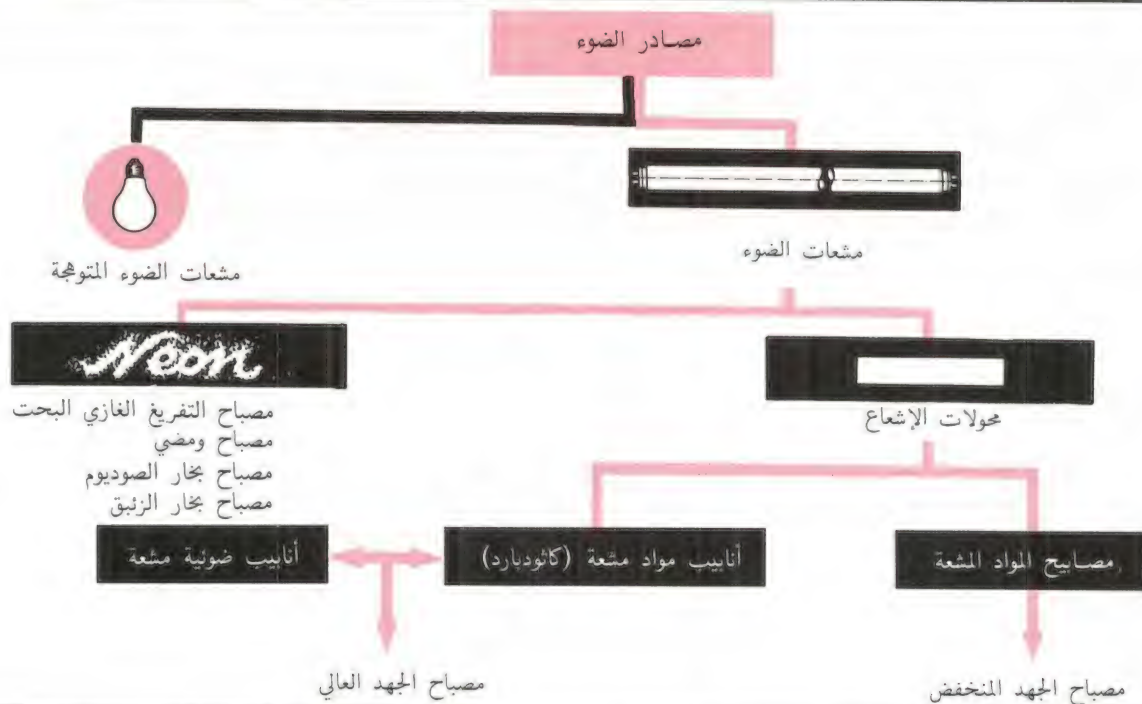 مصادر الضوء
مشعات الضوء
مشعات الضوء المتوهجة
Neon
محولات الإشعاع
مصباح التفريغ الغازي البحت
مصباح ومضي
مصباح بخار الصوديوم
مصباح بخار الزئبق
مصابيح المواد المشعة
أنابيب مواد مشعة (كاثودبارد)
أنابيب ضوئية مشعة
مصباح الجهد المنخفض
مصباح الجهد العالي